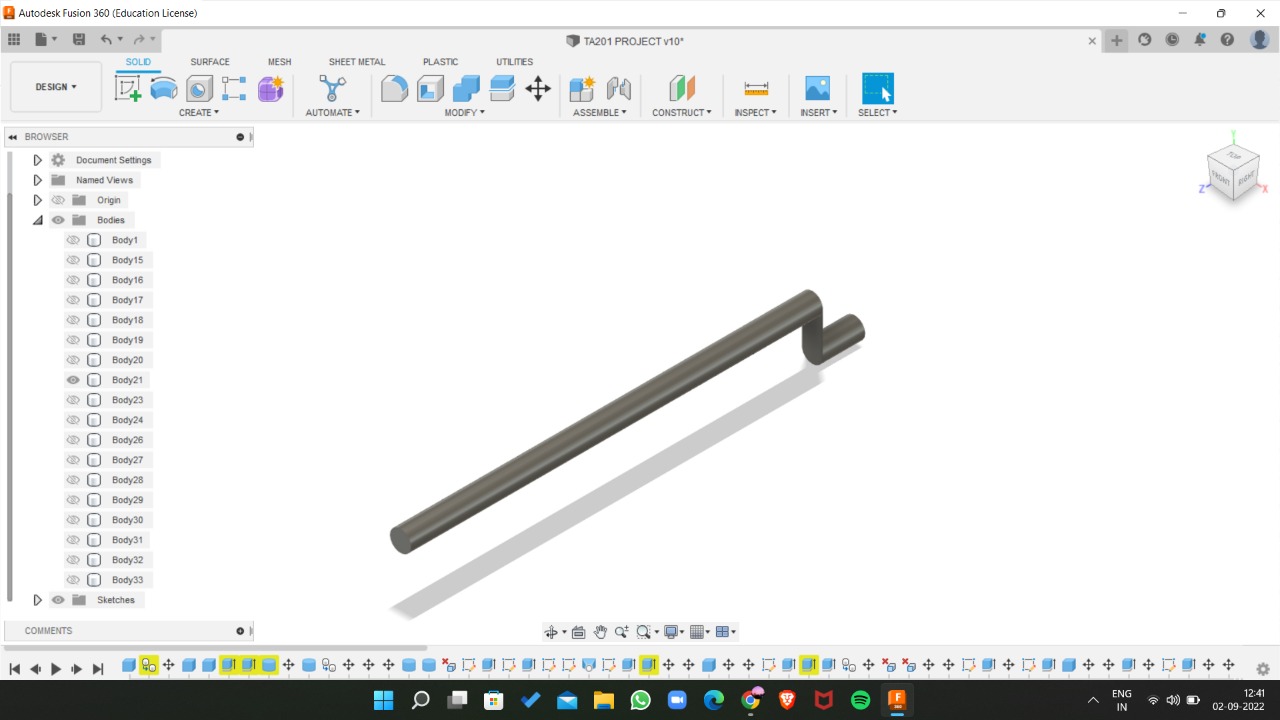 Autodesk Fusion 360 (Education License)
TA201 PROJECT v10*
SOLID SURFACE MESH SHEET METAL PLASTIC UTILITIES
DESIGN
CREATE AUTOMATE MODIFY ASSEMBLE CONSTRUCT INSPECT INSERT SELECT
BROWSER
Document Settings
Named Views
Origin
Bodies
Body1
Body15
Body16
Body17
Body18
Body19
Body20
Body21
Body23
Body24
Body26
Body27
Body28
Body29
Body30
Body31
Body32
Body33
Sketches
COMMENTS
Y
TOP
FRONT RIGHT
Z X
F
360
ENG
IN
12:41
02-09-2022